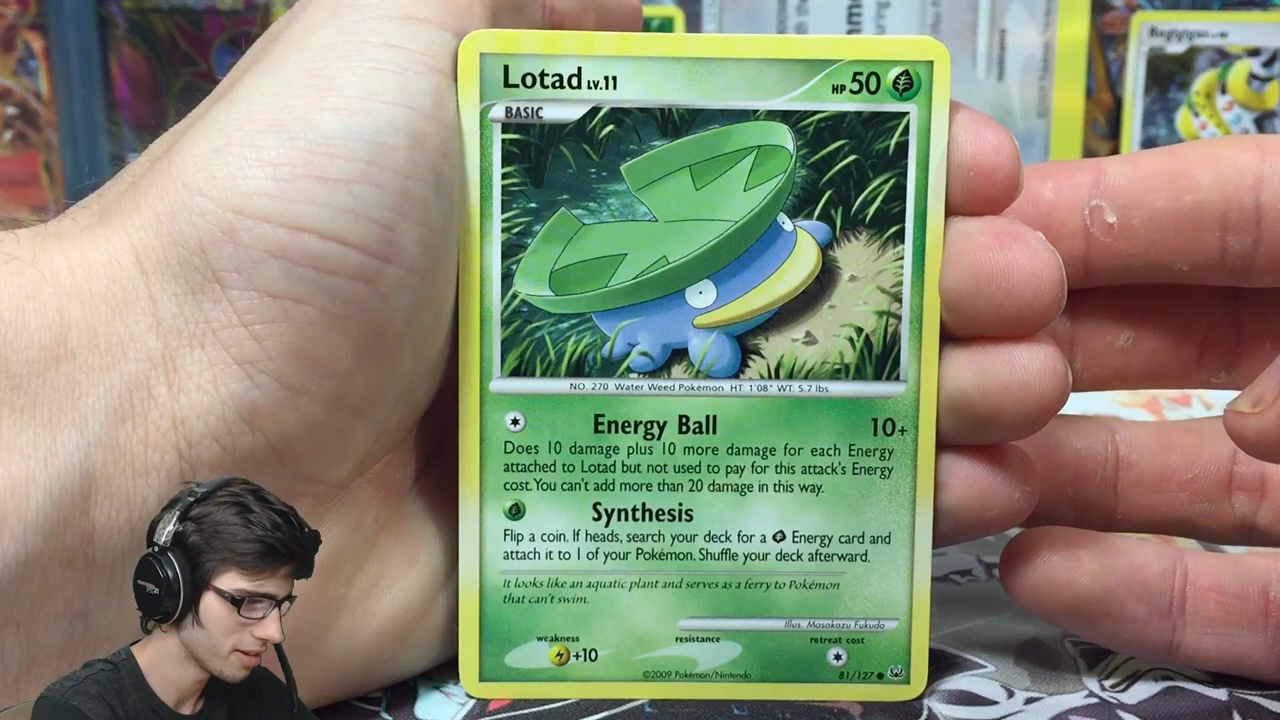 Lotad LV.11
HP 50
BASIC
NO. 270 Water Weed Pokémon HT: 1'08" WT: 5.7 lbs.
Energy Ball 10+
Does 10 damage plus 10 more damage for each Energy
attached to Lotad but not used to pay for this attack's Energy
cost. You can't add more than 20 damage in this way.
Synthesis
Flip a coin. If heads, search your deck for a Energy card and
attach it to 1 of your Pokémon. Shuffle your deck afterward.
It looks like an aquatic plant and serves as a ferry to Pokémon
that can't swim.
Illus. Masakazu Fukuda
weakness resistance retreat cost
+10
©2009 Pokémon/Nintendo 81/127
Regigigas